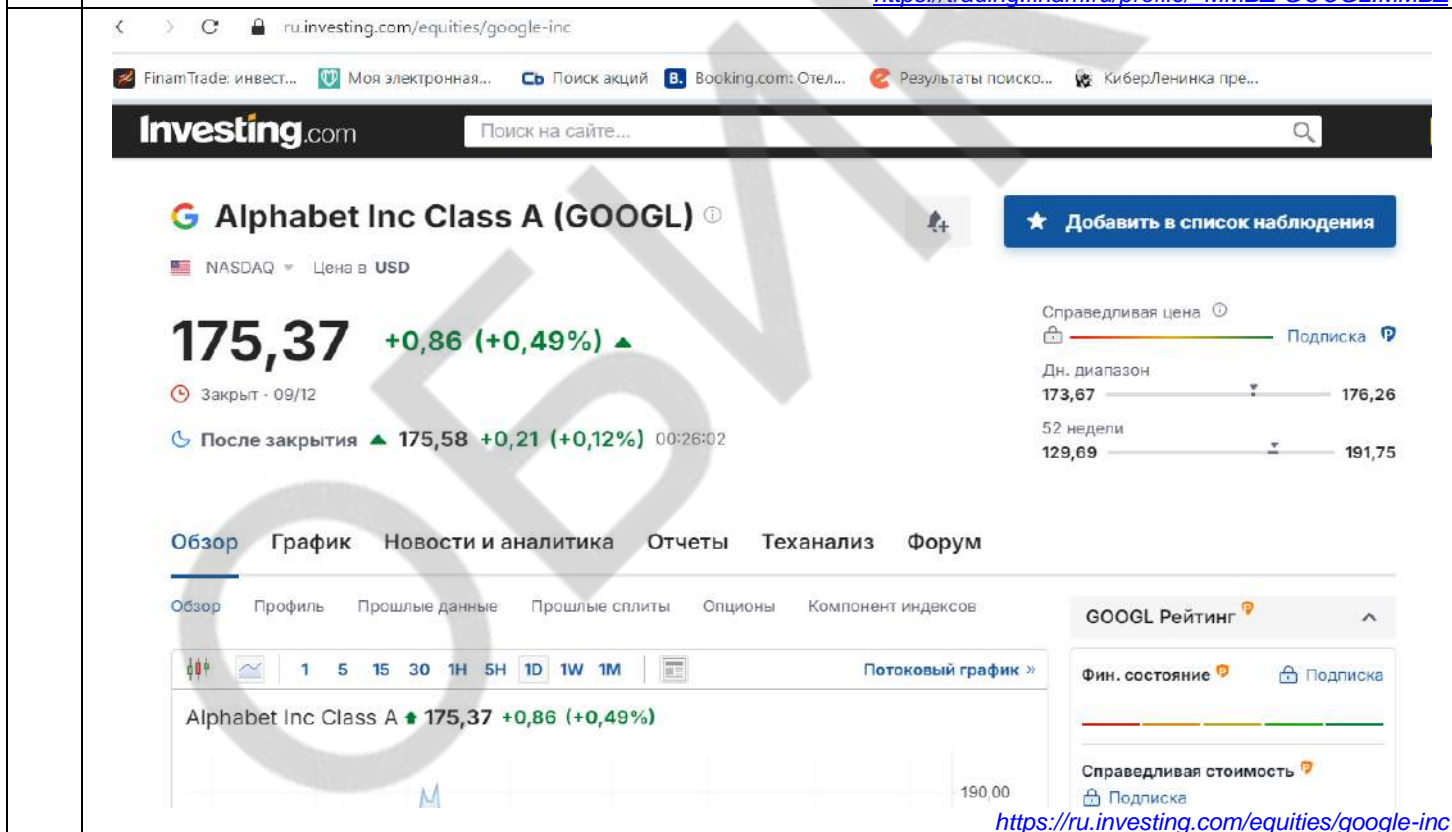 ru.investing.com/equities/google-inc
FinamTrade: инвест... Моя электронная... Сb Поиск акций B. Booking.com: Отел... Результаты поиско... КиберЛенинка пре...
Investing.com Поиск на сайте...
Alphabet Inc Class A (GOOGL)
Добавить в список наблюдения
NASDAQ Цена в USD
175,37 +0,86 (+0,49%)
Справедливая цена
Подписка
Закрыт · 09/12
Дн. диапазон
173,67 176,26
После закрытия 175,58 +0,21 (+0,12%) 00:26:02
52 недели
129,69 191,75
Обзор График Новости и аналитика Отчеты Теханализ Форум
Обзор Профиль Прошлые данные Прошлые сплиты Опционы Компонент индексов
GOOGL Рейтинг
1 5 15 30 1H 5H 1D 1W 1M Потоковый график »
Фин. состояние Подписка
Alphabet Inc Class A 175,37 +0,86 (+0,49%)
Справедливая стоимость
190,00
Подписка
https://ru.investing.com/equities/google-inc
ОБИК